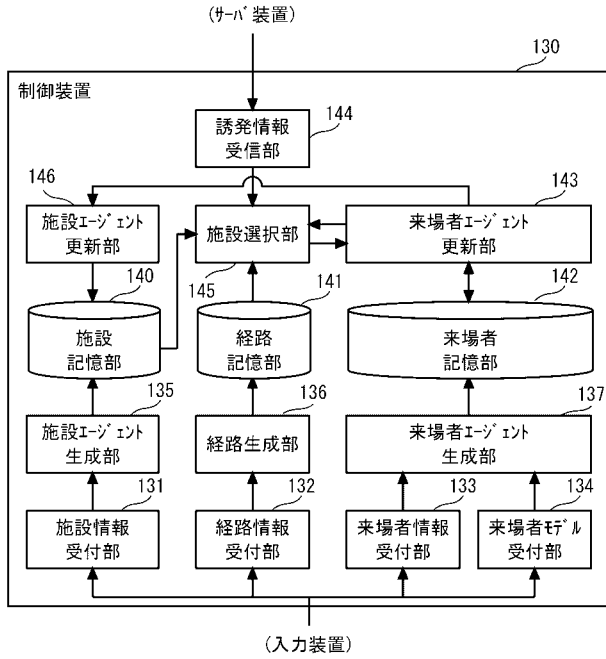 (ｻｰﾊﾞ装置)
130
制御装置
誘発情報
受信部
144
146
143
施設ｴｰｼﾞｪﾝﾄ
更新部
施設選択部
来場者ｴｰｼﾞｪﾝﾄ
更新部
140
145
141
142
施設
記憶部
経路
記憶部
来場者
記憶部
135
136
137
施設ｴｰｼﾞｪﾝﾄ
生成部
経路生成部
来場者ｴｰｼﾞｪﾝﾄ
生成部
131
132
133
134
施設情報
受付部
経路情報
受付部
来場者情報
受付部
来場者ﾓﾃﾞﾙ
受付部
(入力装置)